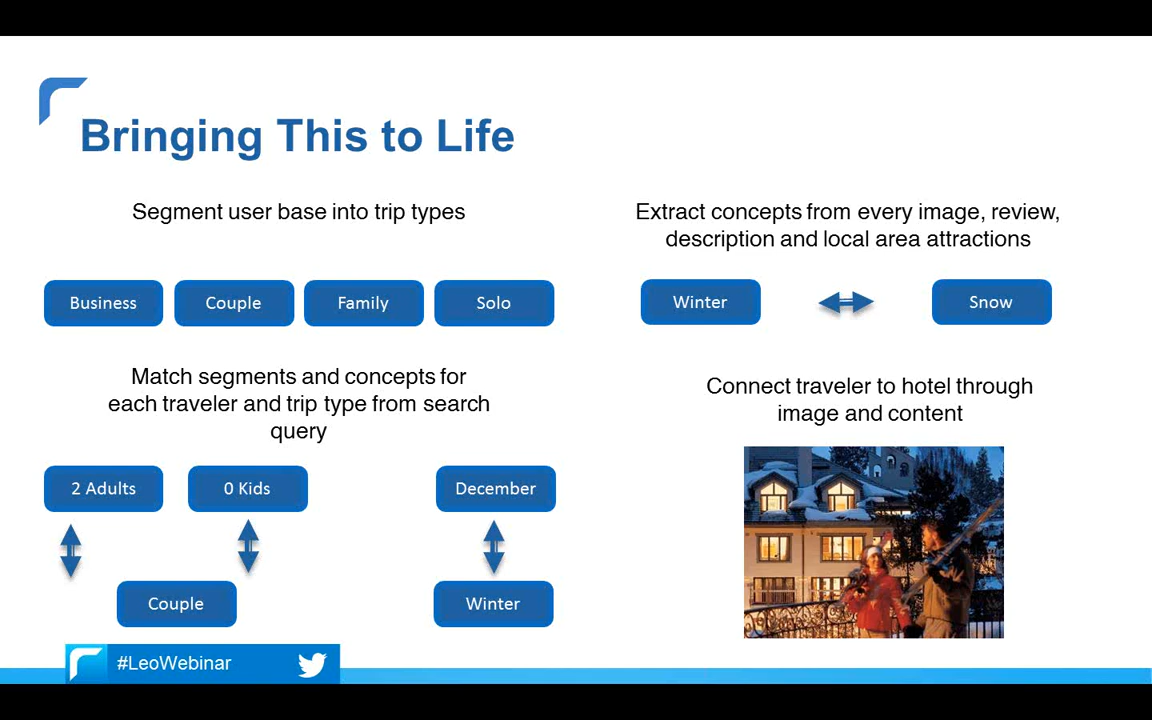 Bringing This to Life
Segment user base into trip types
Business
Couple
Family
Solo
Match segments and concepts for
each traveler and trip type from search
query
2 Adults
0 Kids
December
Couple
Winter
Extract concepts from every image, review,
description and local area attractions
Winter
Snow
Connect traveler to hotel through
image and content
#LeoWebinar